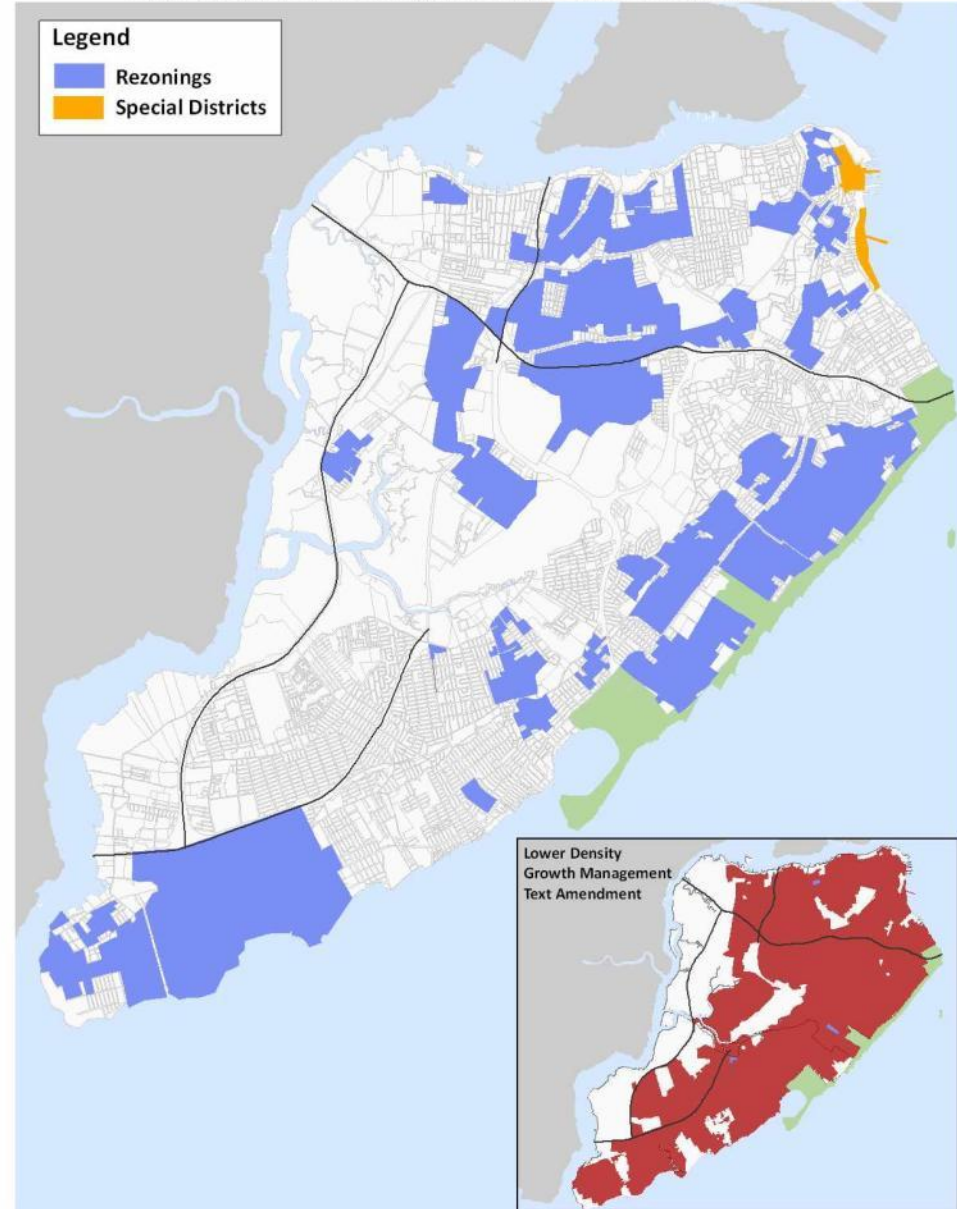 Legend
Rezonings
Special Districts
Lower Density
Growth Management
Text Amendment